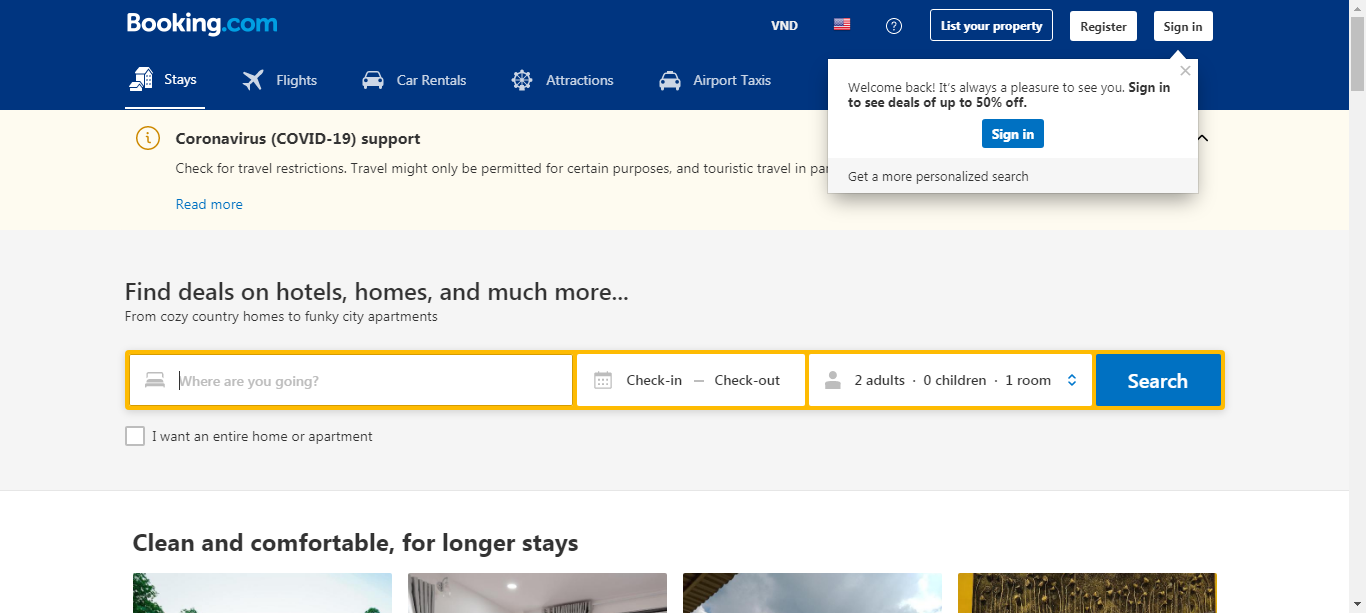 Booking.com
VND
List your property
Register
Sign in
Stays
Flights
Car Rentals
Attractions
Airport Taxis
Welcome back! It's always a pleasure to see you. Sign in
to see deals of up to 50% off.
Sign in
Get a more personalized search
Coronavirus (COVID-19) support
Check for travel restrictions. Travel might only be permitted for certain purposes, and touristic travel in
Read more
Find deals on hotels, homes, and much more...
From cozy country homes to funky city apartments
Where are you going?
Check-in — Check-out
2 adults · 0 children · 1 room
Search
I want an entire home or apartment
Clean and comfortable, for longer stays